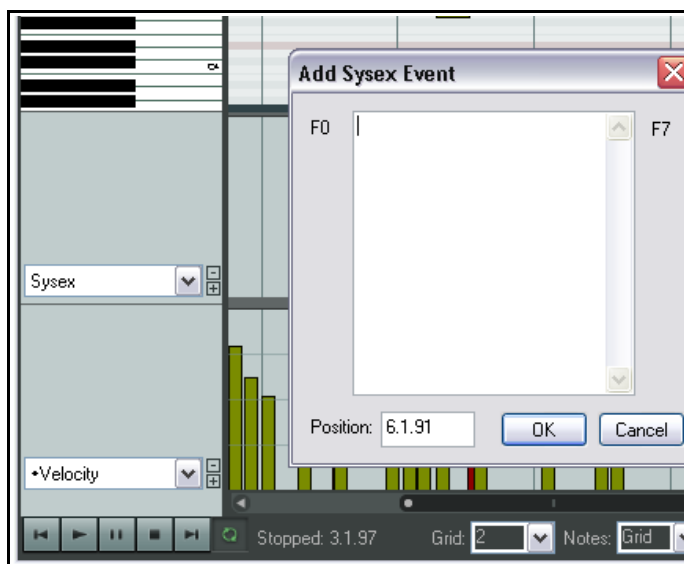 Add Sysex Event
F0
F7
Sysex
Position: 6.1.91
OK
Cancel
•Velocity
Stopped: 3.1.97
Grid: 2
Notes: Grid